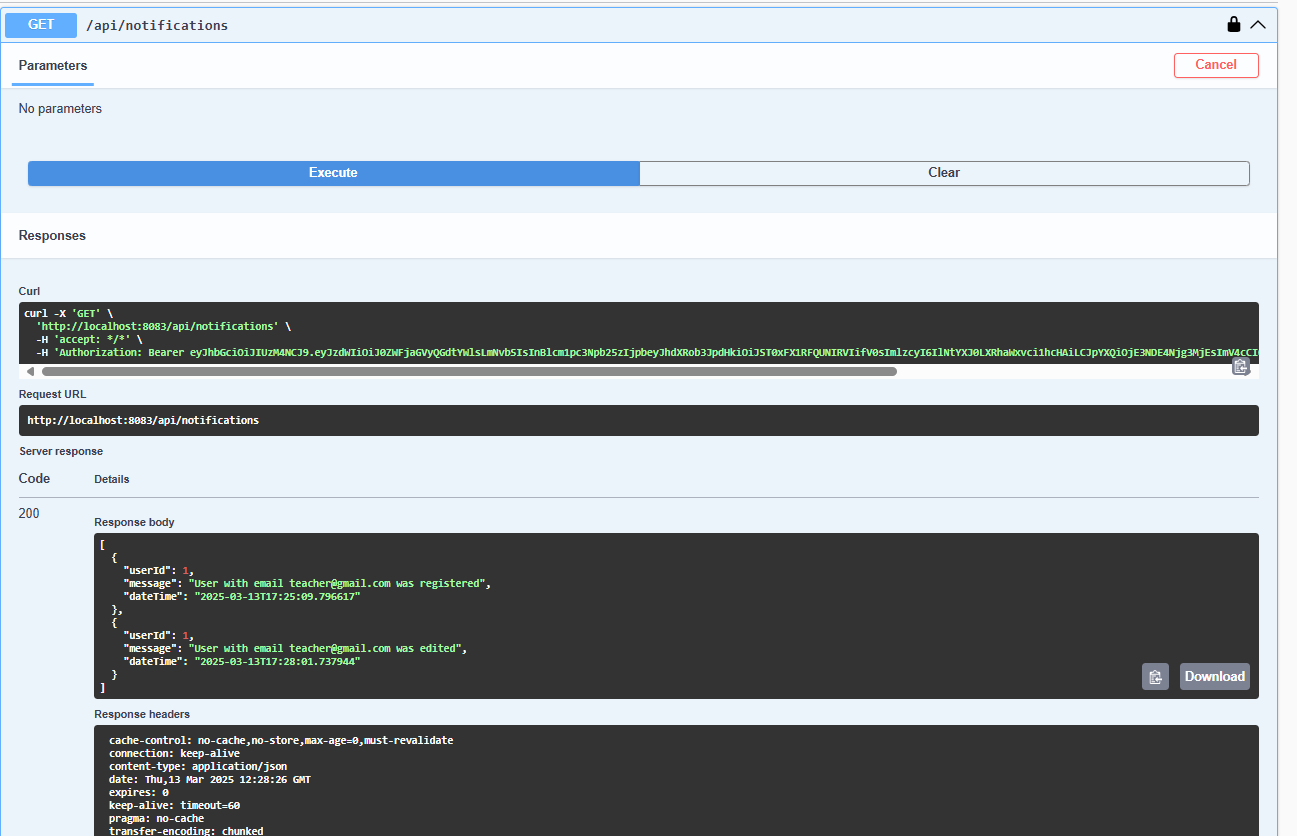 GET /api/notifications
Parameters
Cancel
No parameters
Execute
Clear
Responses
Curl
curl -X 'GET' \
'http://localhost:8083/api/notifications' \
-H 'accept: */*' \
-H 'Authorization: Bearer
Request URL
http://localhost:8083/api/notifications
Server response
Code Details
200
Response body
[
{
"userId": 1,
"message": "User with email teacher@gmail.com was registered",
"dateTime": "2025-03-13T17:25:09.796617"
},
{
"userId": 1,
"message": "User with email teacher@gmail.com was edited",
"dateTime": "2025-03-13T17:28:01.737944"
}
]
Download
Response headers
cache-control: no-cache,no-store,max-age=0,must-revalidate
connection: keep-alive
content-type: application/json
date: Thu,13 Mar 2025 12:28:26 GMT
expires: 0
keep-alive: timeout=60
pragma: no-cache
transfer-encoding: chunked